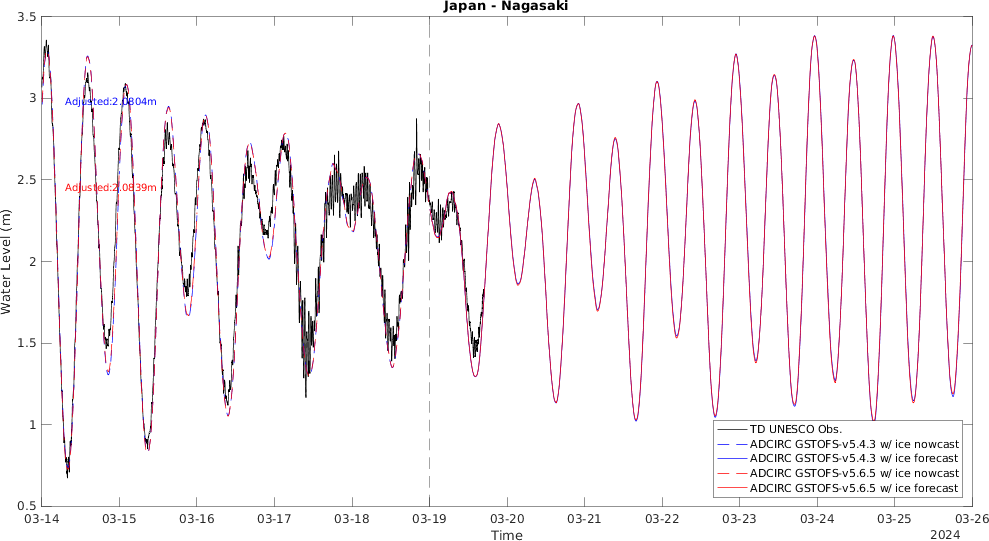 Japan - Nagasaki
3.5
3
2.5
2
1.5
1
0.5
Water Level (m)
Adjusted:2.0804m
Adjusted:2.0839m
TD UNESCO Obs.
ADCIRC GSTOFS-v5.4.3 w/ ice nowcast
ADCIRC GSTOFS-v5.4.3 w/ ice forecast
ADCIRC GSTOFS-v5.6.5 w/ ice nowcast
ADCIRC GSTOFS-v5.6.5 w/ ice forecast
03-14 03-15 03-16 03-17 03-18 03-19 03-20 03-21 03-22 03-23 03-24 03-25 03-26
Time
2024